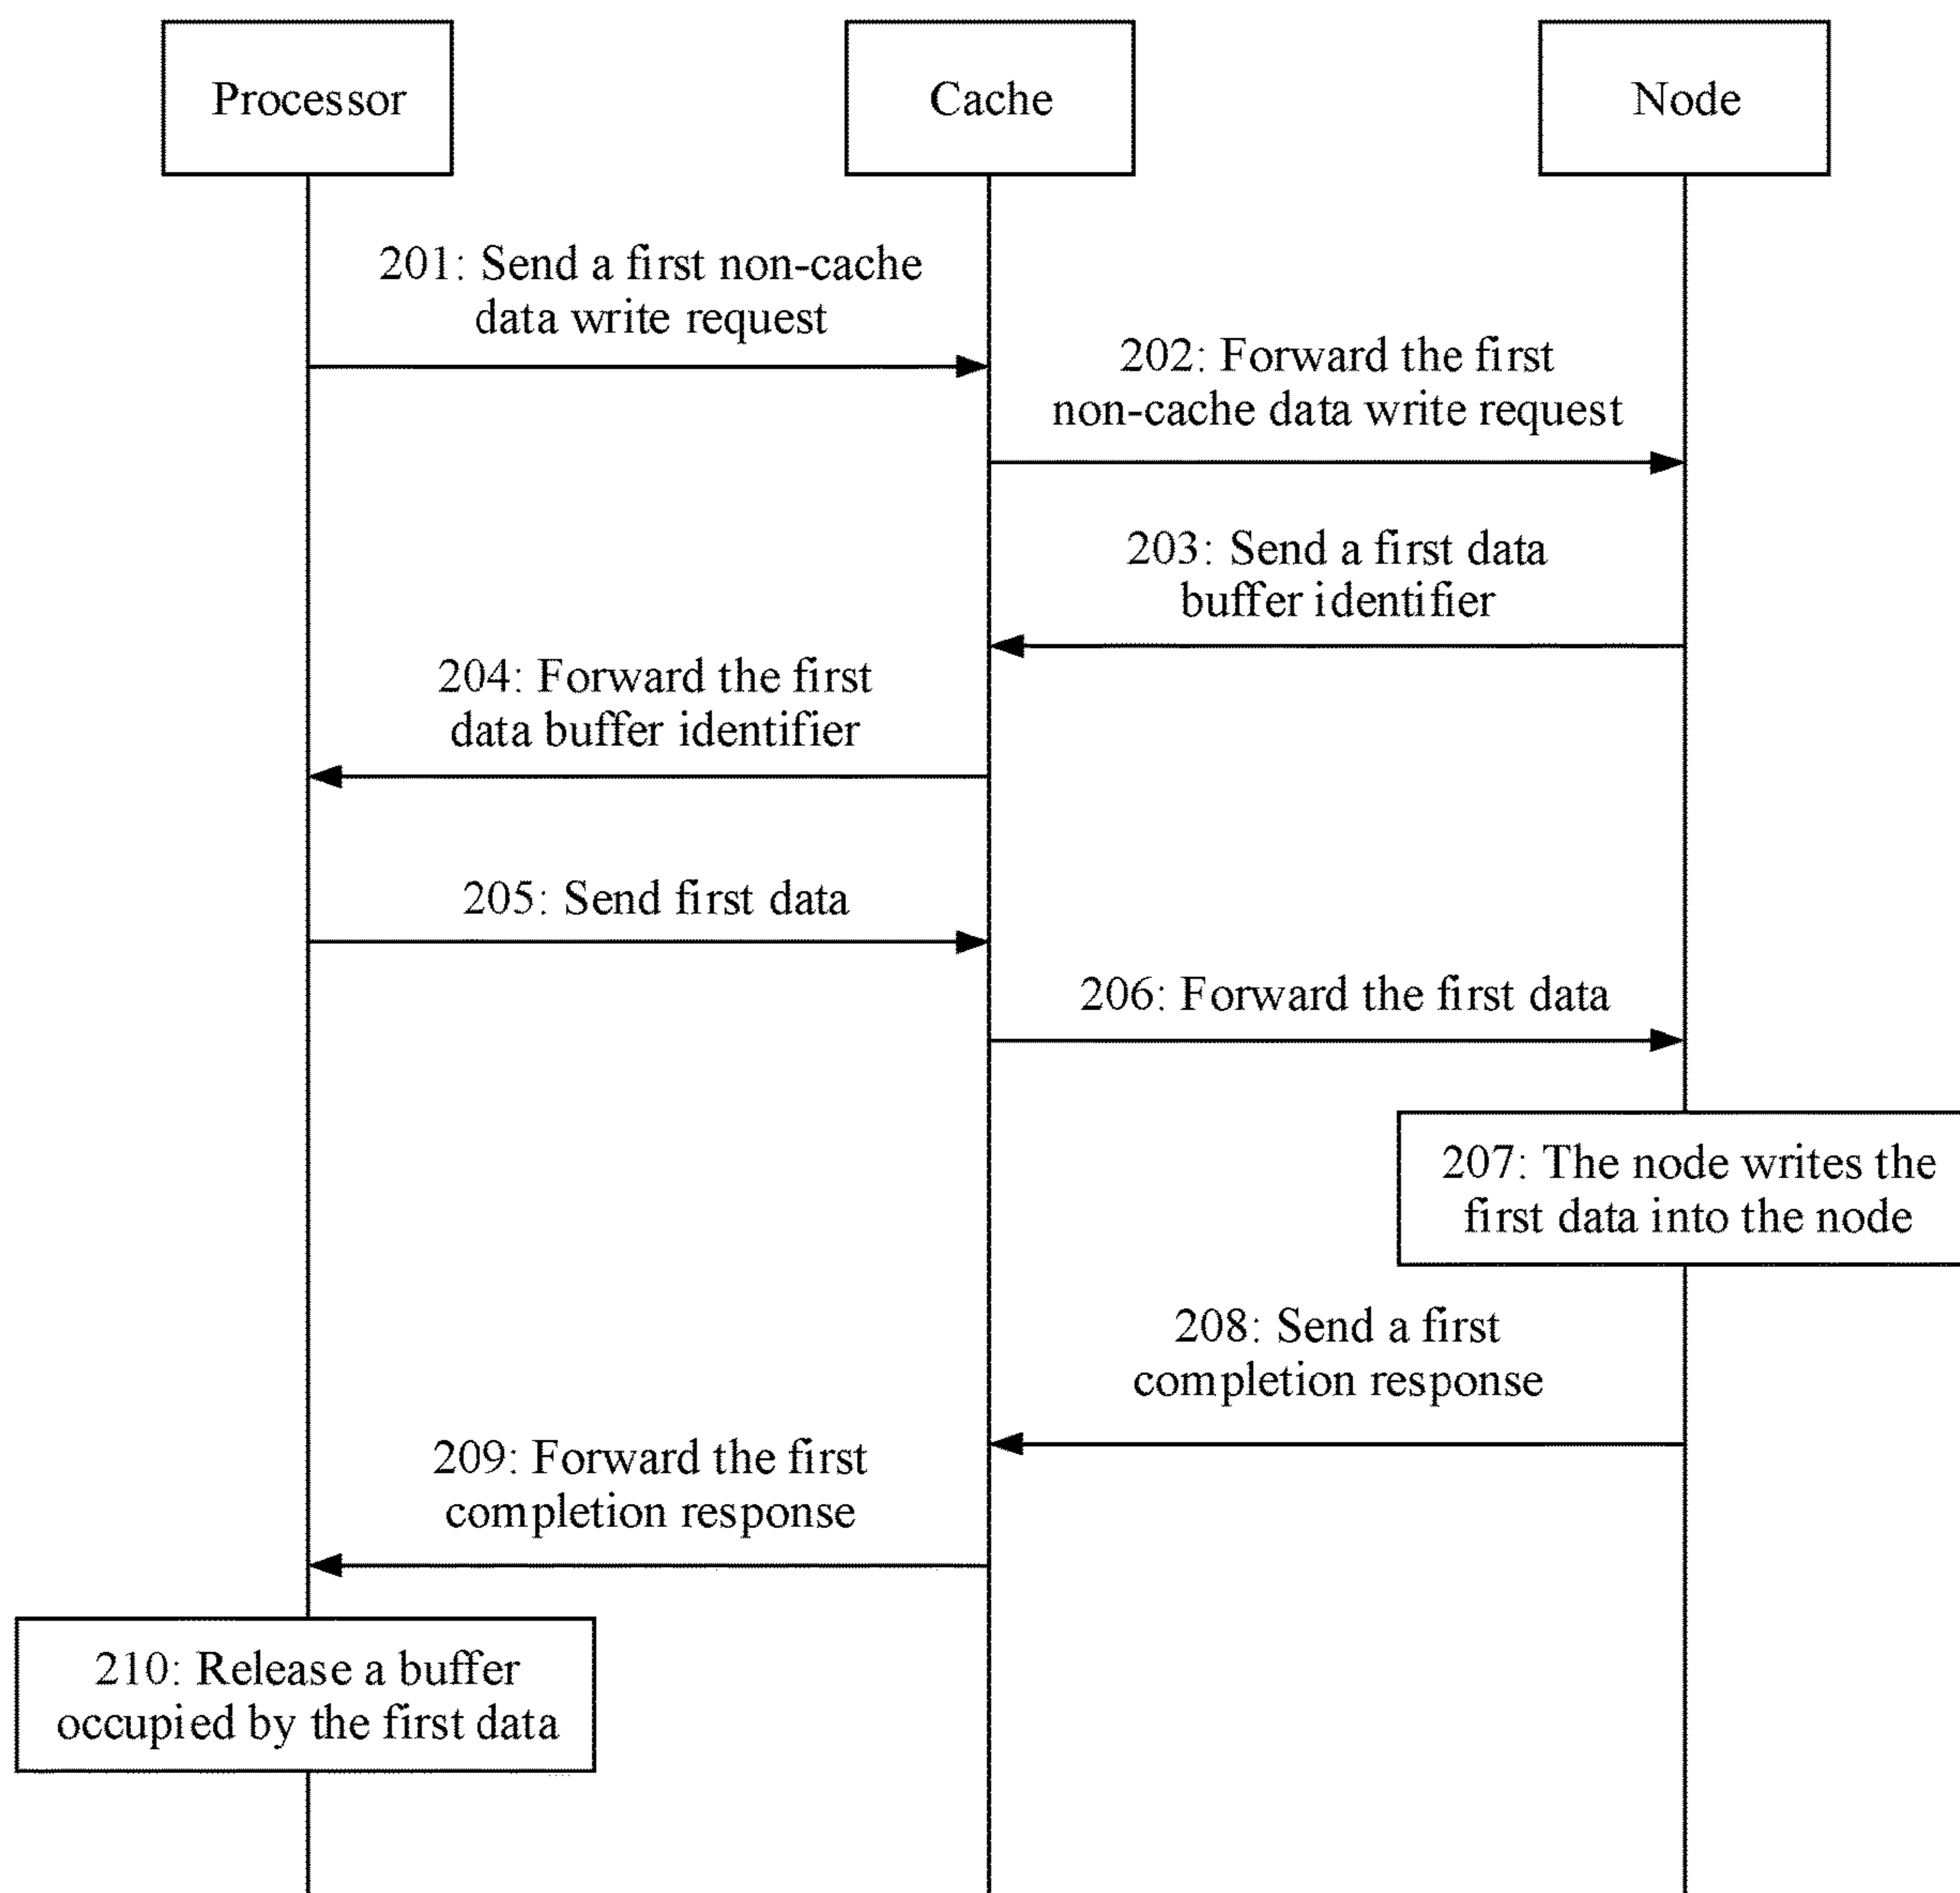 Processor
Cache
Node
201: Send a first non-cache
data write request
202: Forward the first
non-cache data write request
203: Send a first data
buffer identifier
204: Forward the first
data buffer identifier
205: Send first data
206: Forward the first data
207: The node writes the
first data into the node
208: Send a first
completion response
209: Forward the first
completion response
210: Release a buffer
occupied by the first data